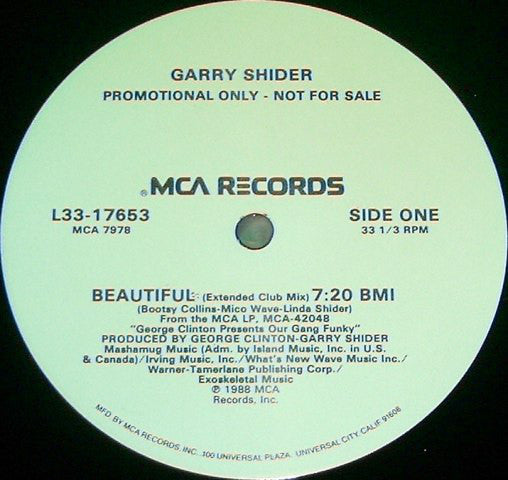 GARRY SHIDER
PROMOTIONAL ONLY - NOT FOR SALE
® MCA RECORDS
L33-17653
MCA 7978
SIDE ONE
33 1/3 RPM
BEAUTIFUL (Extended Club Mix) 7:20 BMI
(Bootsy Collins-Mico Wave-Linda Shider)
From the MCA LP, MCA-42048
"George Clinton Presents Our Gang Funky"
PRODUCED BY GEORGE CLINTON-GARRY SHIDER
Mashamug Music (Adm. by Island Music, Inc. in U.S.
& Canada)/Irving Music, Inc./What's New Wave Music Inc./
Warner-Tamerlane Publishing Corp./
Exoskeletal Music
℗ 1988 MCA
Records, Inc.
MFD. BY MCA RECORDS, INC., 100 UNIVERSAL PLAZA, UNIVERSAL CITY, CALIF. 91608